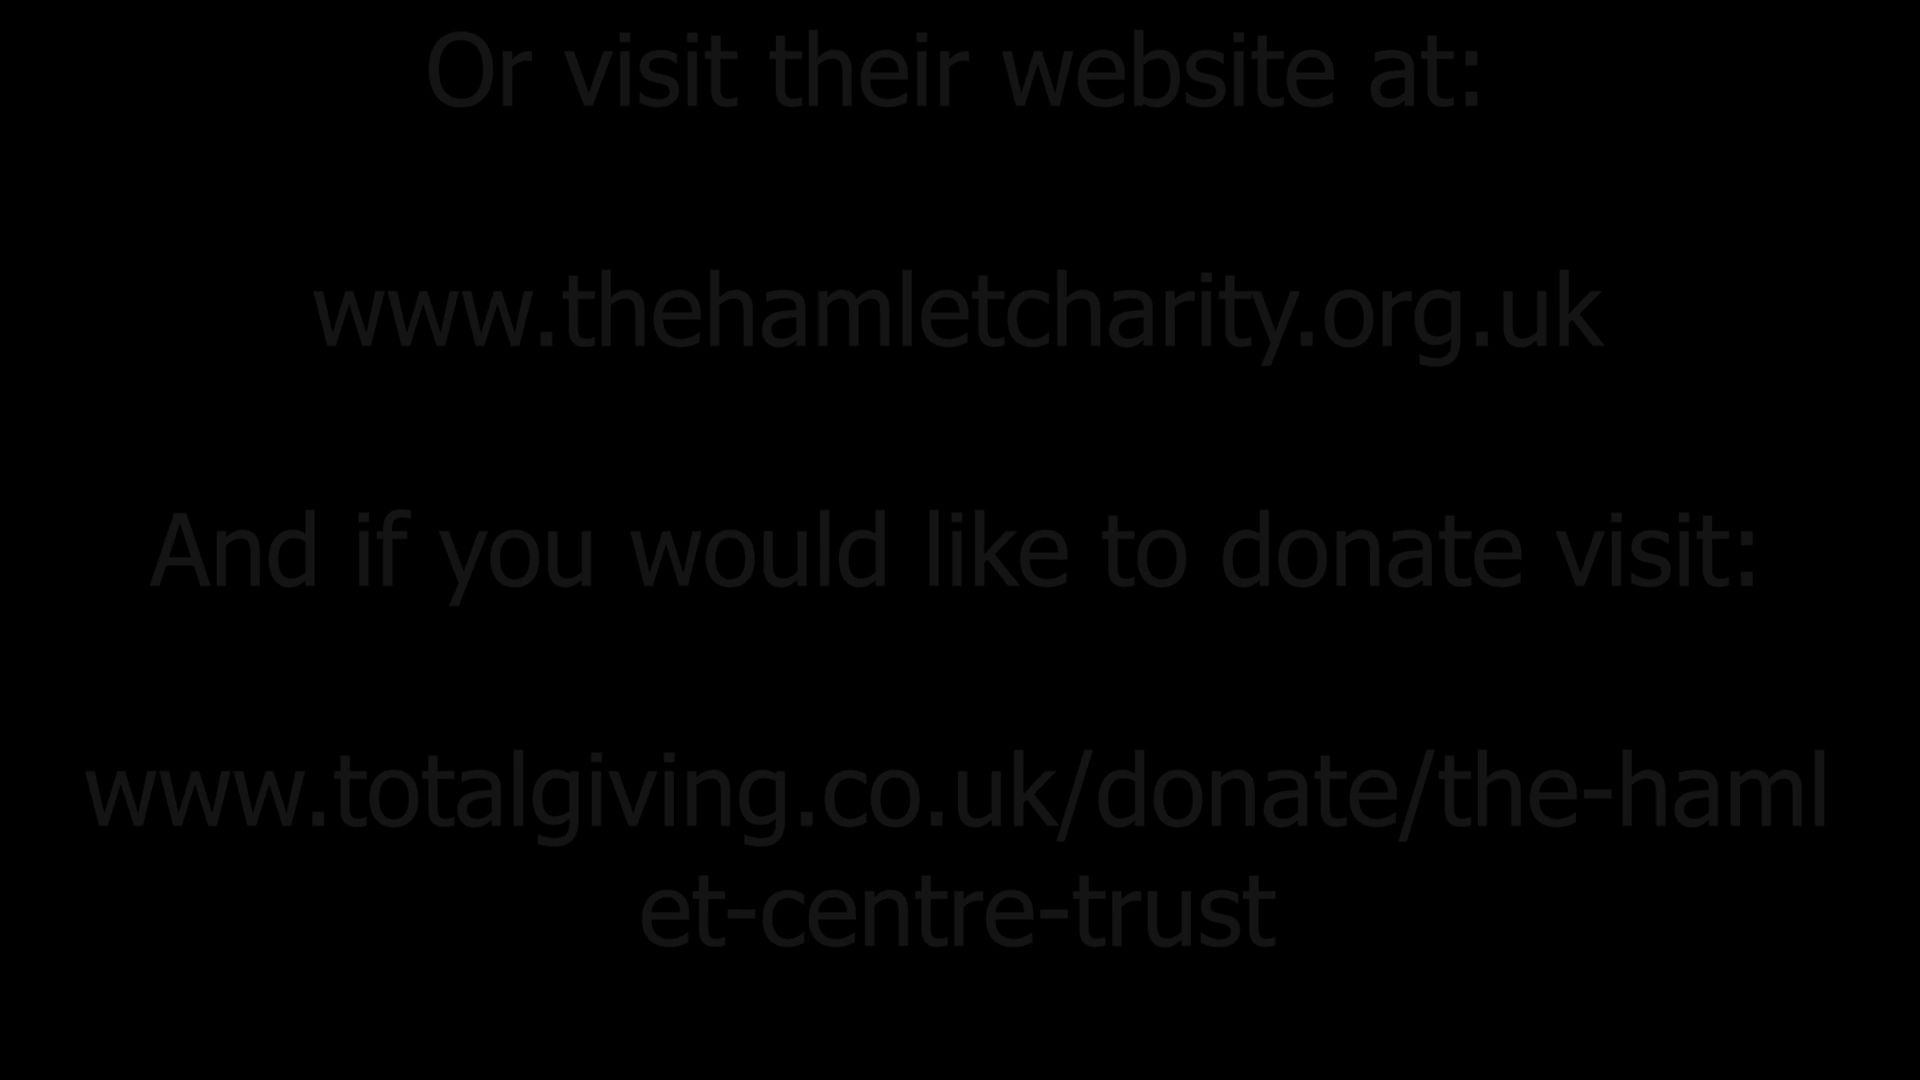 Or visit their website at:
www.thehamletcharity.org.uk
And if you would like to donate visit:
www.totalgiving.co.uk/donate/the-haml
et-centre-trust